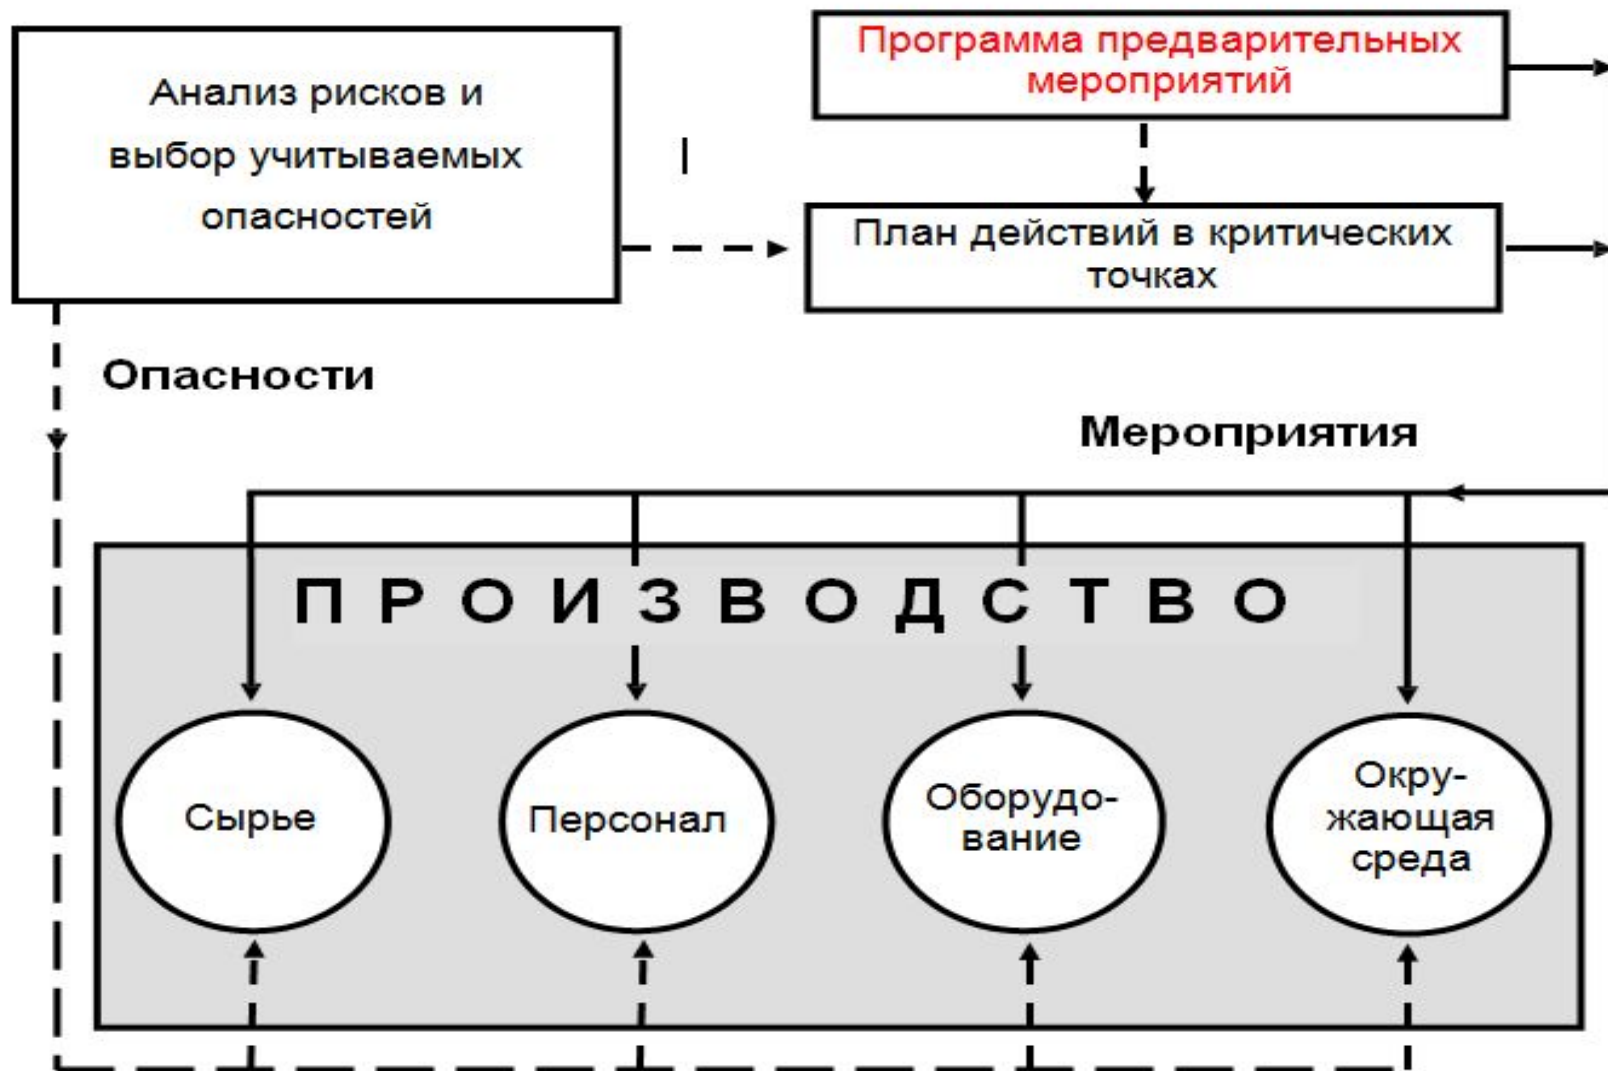 Анализ рисков и
выбор учитываемых
опасностей
Программа предварительных
мероприятий
План действий в критических
точках
Опасности
Мероприятия
П Р О И З В О Д С Т В О
Сырье
Персонал
Оборудо-
вание
Окру-
жающая
среда